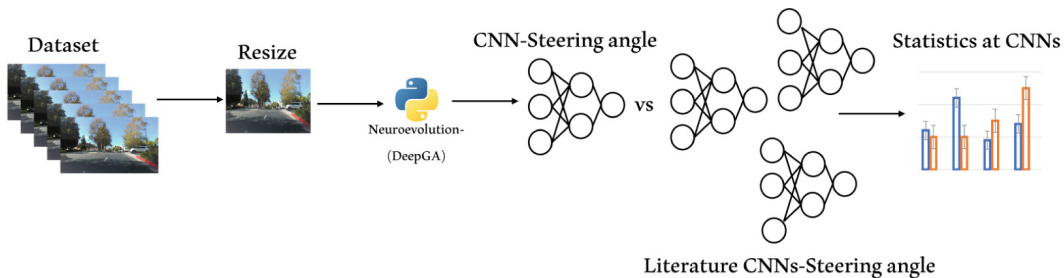 Dataset
Resize
Neuroevolution-
(DeepGA)
CNN-Steering angle
vs
Literature CNNs-Steering angle
Statistics at CNNs